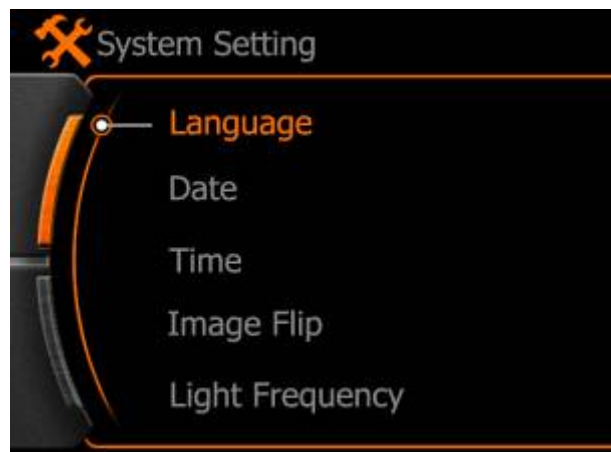 System Setting
Language
Date
Time
Image Flip
Light Frequency